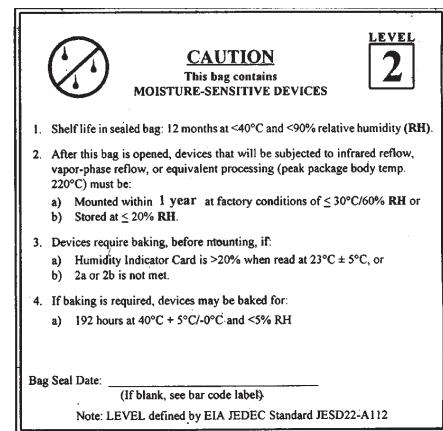 LEVEL
2
CAUTION
This bag contains
MOISTURE-SENSITIVE DEVICES
1. Shelf life in sealed bag: 12 months at <40°C and <90% relative humidity (RH).
2. After this bag is opened, devices that will be subjected to infrared reflow,
vapor-phase reflow, or equivalent processing (peak package body temp.
220°C) must be:
a) Mounted within 1 year at factory conditions of ≤ 30°C/60% RH or
b) Stored at ≤ 20% RH.
3. Devices require baking, before mounting, if:
a) Humidity Indicator Card is >20% when read at 23°C ± 5°C, or
b) 2a or 2b is not met.
4. If baking is required, devices may be baked for:
a) 192 hours at 40°C + 5°C/-0°C and <5% RH
Bag Seal Date: ____________________
(If blank, see bar code label)
Note: LEVEL defined by EIA JEDEC Standard JESD22-A112